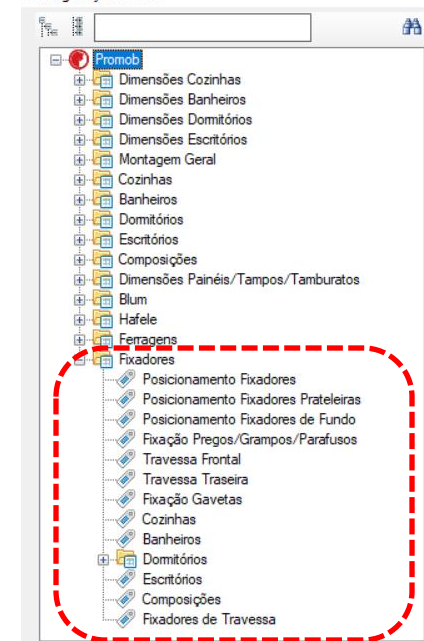 Promob
Dimensões Cozinhas
Dimensões Banheiros
Dimensões Dormitórios
Dimensões Escritórios
Montagem Geral
Cozinhas
Banheiros
Dormitórios
Escritórios
Composições
Dimensões Painéis/Tampos/Tamburatos
Blum
Hafele
Ferragens
Fixadores
Posicionamento Fixadores
Posicionamento Fixadores Prateleiras
Posicionamento Fixadores de Fundo
Fixação Pregos/Grampos/Parafusos
Travessa Frontal
Travessa Traseira
Fixação Gavetas
Cozinhas
Banheiros
Dormitórios
Escritórios
Composições
Fixadores de Travessa